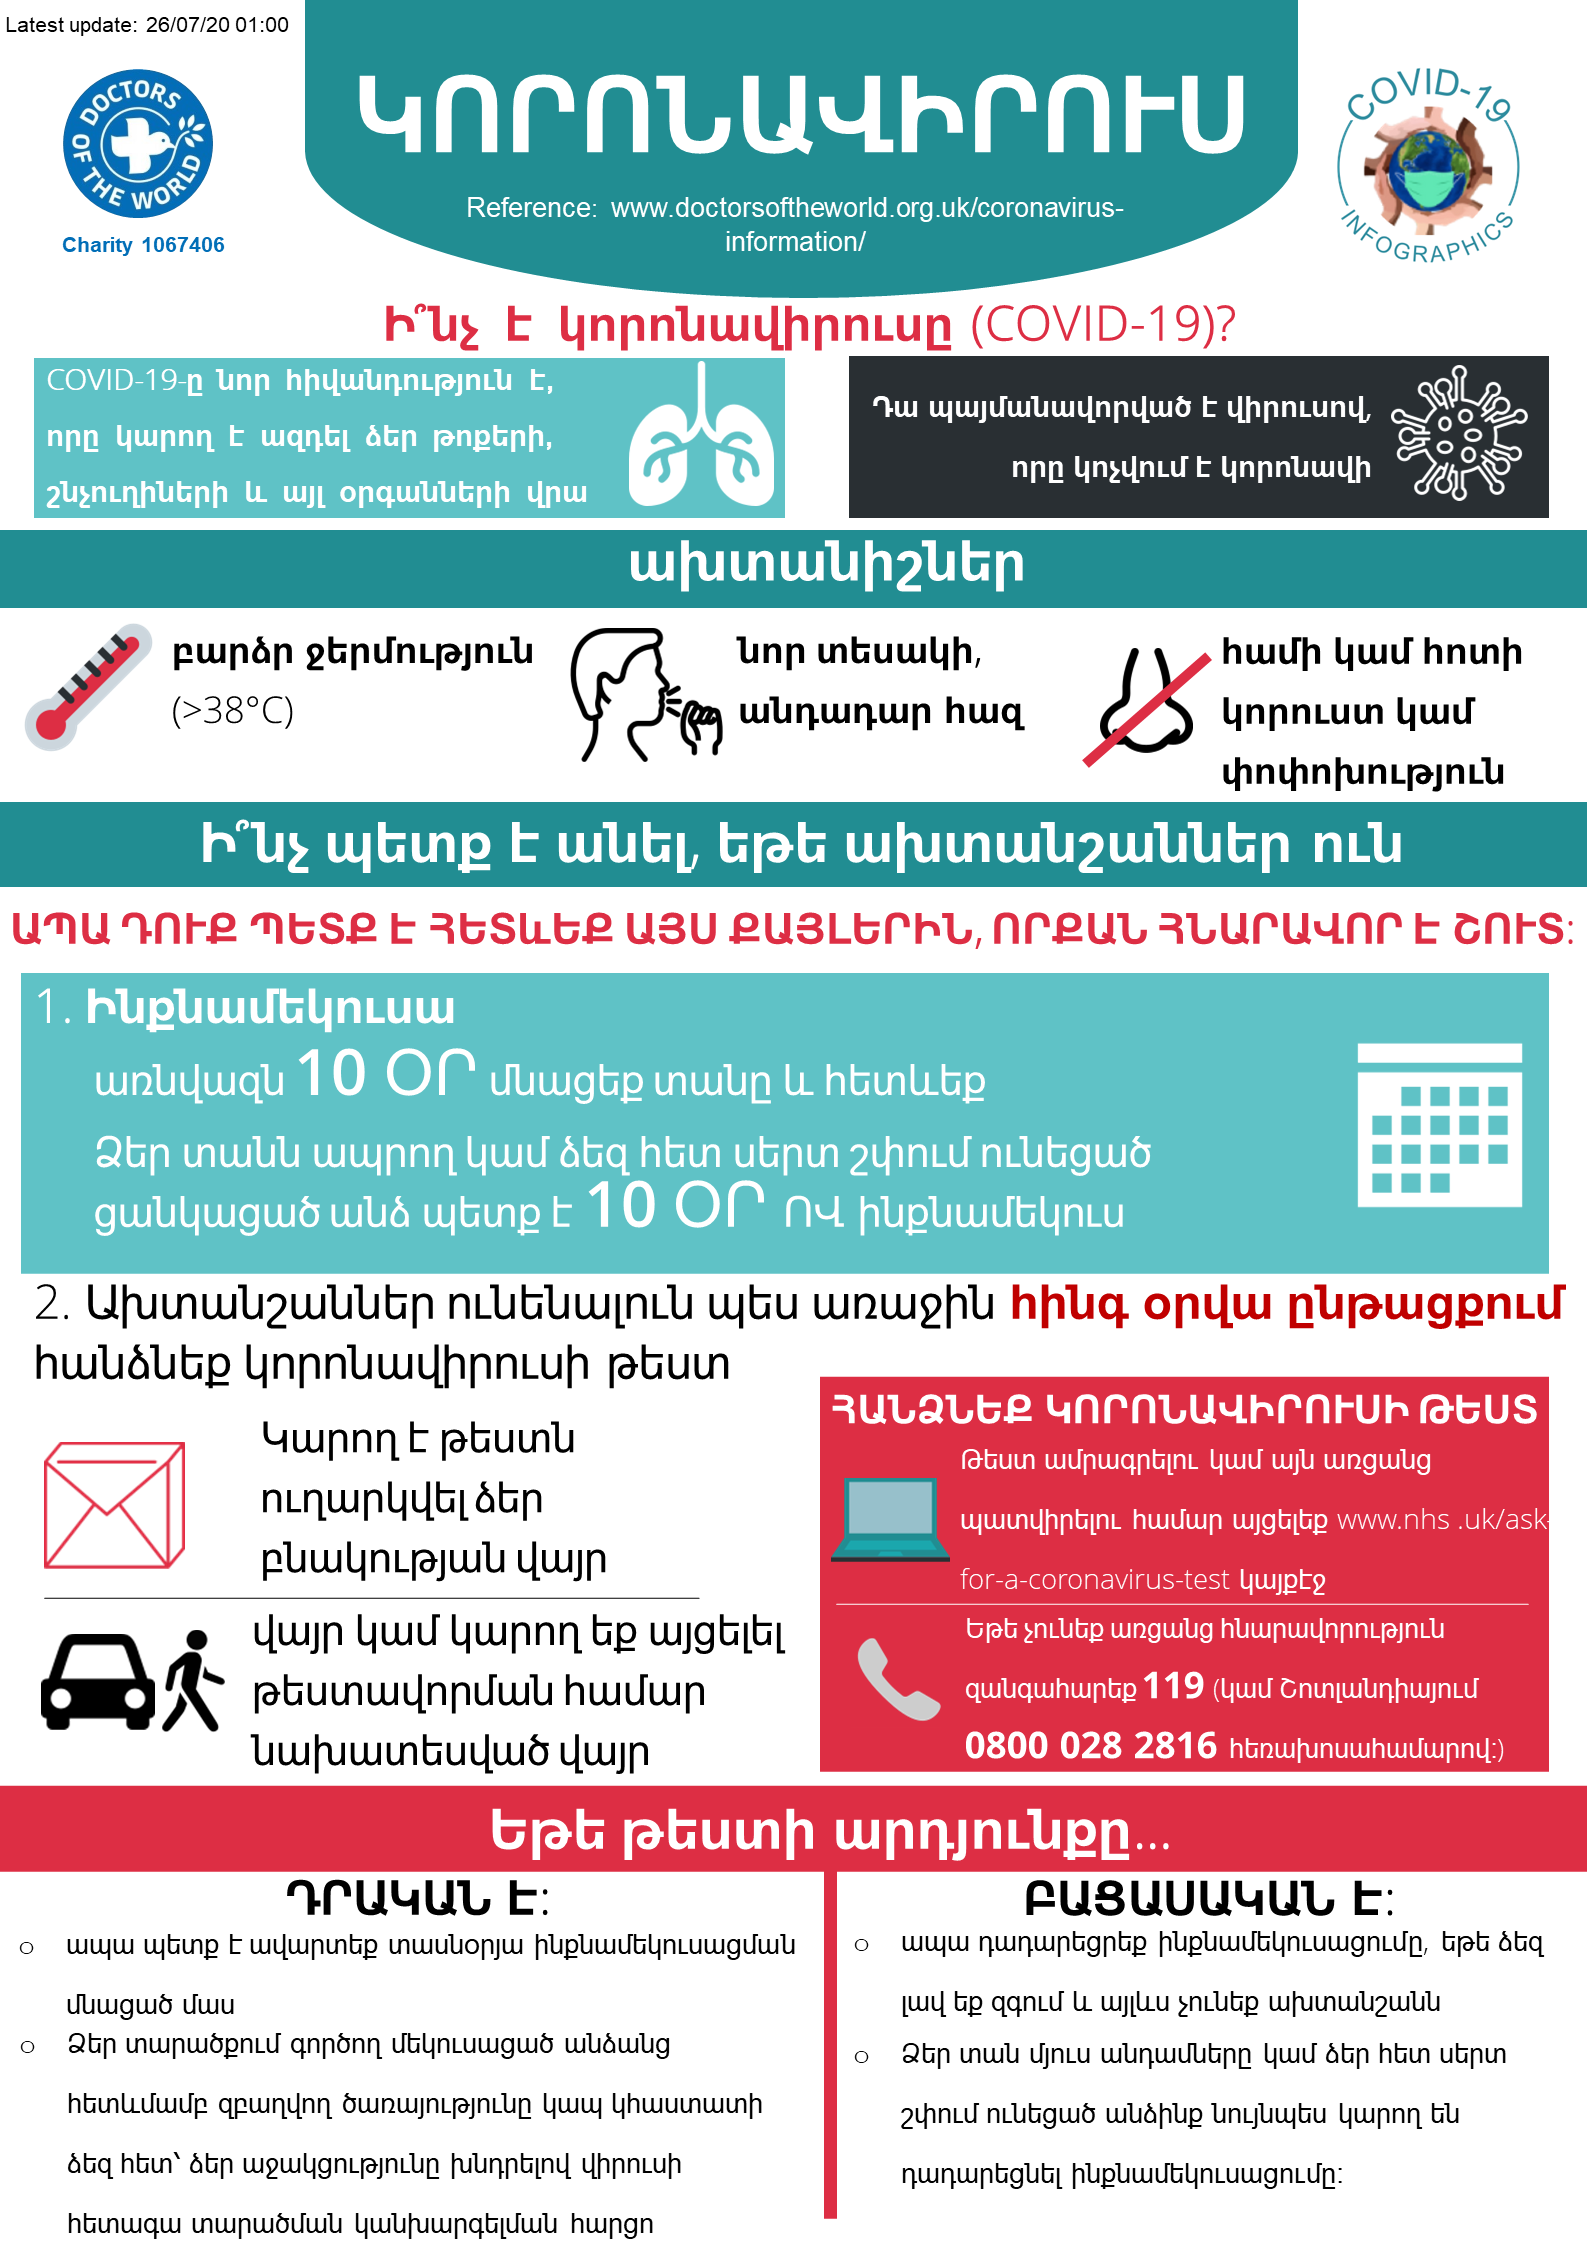 Latest update: 26/07/20 01:00
DOCTORS OF THE WORLD
Charity 1067406
ԿՈՐՈՆԱՎԻՐՈՒՍ
Reference: www.doctorsoftheworld.org.uk/coronavirus-
information/
COVID-19
INFOGRAPHICS
Ի՞նչ է կորոնավիրուսը (COVID-19)?
COVID-19-ը նոր հիվանդություն է,
որը կարող է ազդել ձեր թոքերի,
շնչուղիների և այլ օրգանների վրա
Դա պայմանավորված է վիրուսով,
որը կոչվում է կորոնավի
ախտանիշներ
բարձր ջերմություն
(>38°C)
նոր տեսակի,
անդադար հազ
համի կամ հոտի
կորուստ կամ
փոփոխություն
Ի՞նչ պետք է անել, եթե ախտանշաններ ուն
ԱՊԱ ԴՈՒՔ ՊԵՏՔ Է ՀԵՏևԵՔ ԱՅՍ ՔԱՅԼԵՐԻՆ, ՈՐՔԱՆ ՀՆԱՐԱՎՈՐ Է ՇՈՒՏ:
1. Ինքնամեկուսա
առնվազն 10 ՕՐ մնացեք տանը և հետևեք
Ձեր տանն ապրող կամ ձեզ հետ սերտ շփում ունեցած
ցանկացած անձ պետք է 10 ՕՐ ՈՎ ինքնամեկուս
2. Ախտանշաններ ունենալուն պես առաջին հինգ օրվա ընթացքում
հանձնեք կորոնավիրուսի թեստ
Կարող է թեստն
ուղարկվել ձեր
բնակության վայր
վայր կամ կարող եք այցելել
թեստավորման համար
նախատեսված վայր
ՀԱՆՁՆԵՔ ԿՈՐՈՆԱՎԻՐՈՒՍԻ ԹԵՍՏ
Թեստ ամրագրելու կամ այն առցանց
պատվիրելու համար այցելեք www.nhs .uk/ask-
for-a-coronavirus-test կայքէջ
Եթե չունեք առցանց հնարավորություն
զանգահարեք 119 (կամ Շոտլանդիայում
0800 028 2816 հեռախոսահամարով:)
Եթե թեստի արդյունքը...
ԴՐԱԿԱՆ Է:
o ապա պետք է ավարտեք տասնօրյա ինքնամեկուսացման
մնացած մաս
o Ձեր տարածքում գործող մեկուսացած անձանց
հետևմամբ զբաղվող ծառայությունը կապ կհաստատի
ձեզ հետ՝ ձեր աջակցությունը խնդրելով վիրուսի
հետագա տարածման կանխարգելման հարցո
ԲԱՑԱՍԱԿԱՆ Է:
o ապա դադարեցրեք ինքնամեկուսացումը, եթե ձեզ
լավ եք զգում և այլևս չունեք ախտանշանն
o Ձեր տան մյուս անդամները կամ ձեր հետ սերտ
շփում ունեցած անձինք նույնպես կարող են
դադարեցնել ինքնամեկուսացումը: